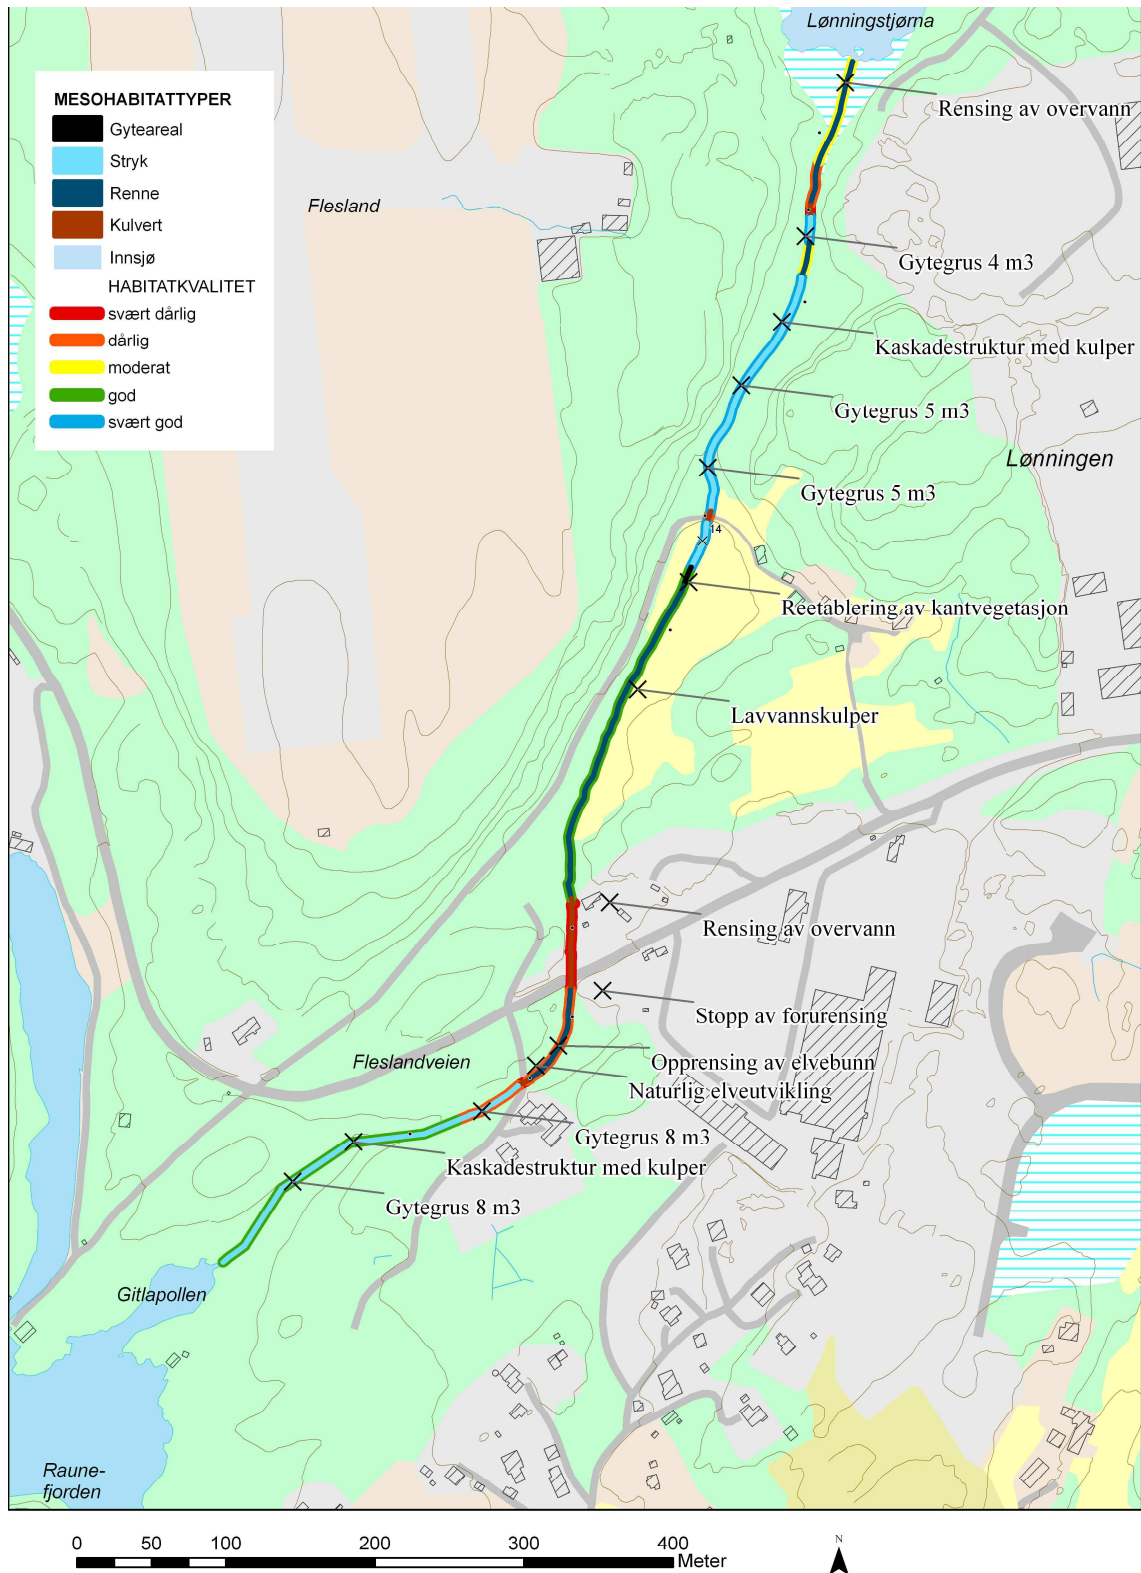 Lønningstjørna
MESOHABITATTYPER
Gyteareal
Stryk
Renne
Kulvert
Innsjø
HABITATKVALITET
svært dårlig
dårlig
moderat
god
svært god
Rensing av overvann
Flesland
Gytegrus 4 m3
Kaskadestruktur med kulper
Gytegrus 5 m3
Lønningen
Gytegrus 5 m3
14
Reetablering av kantvegetasjon
Lavvannskulper
Rensing av overvann
Stopp av forurensing
Fleslandveien
Opprensing av elvebunn
Naturlig elveutvikling
Gytegrus 8 m3
Kaskadestruktur med kulper
Gytegrus 8 m3
Gitlapollen
Raune-
fjorden
0 50 100 200 300 400 Meter
N